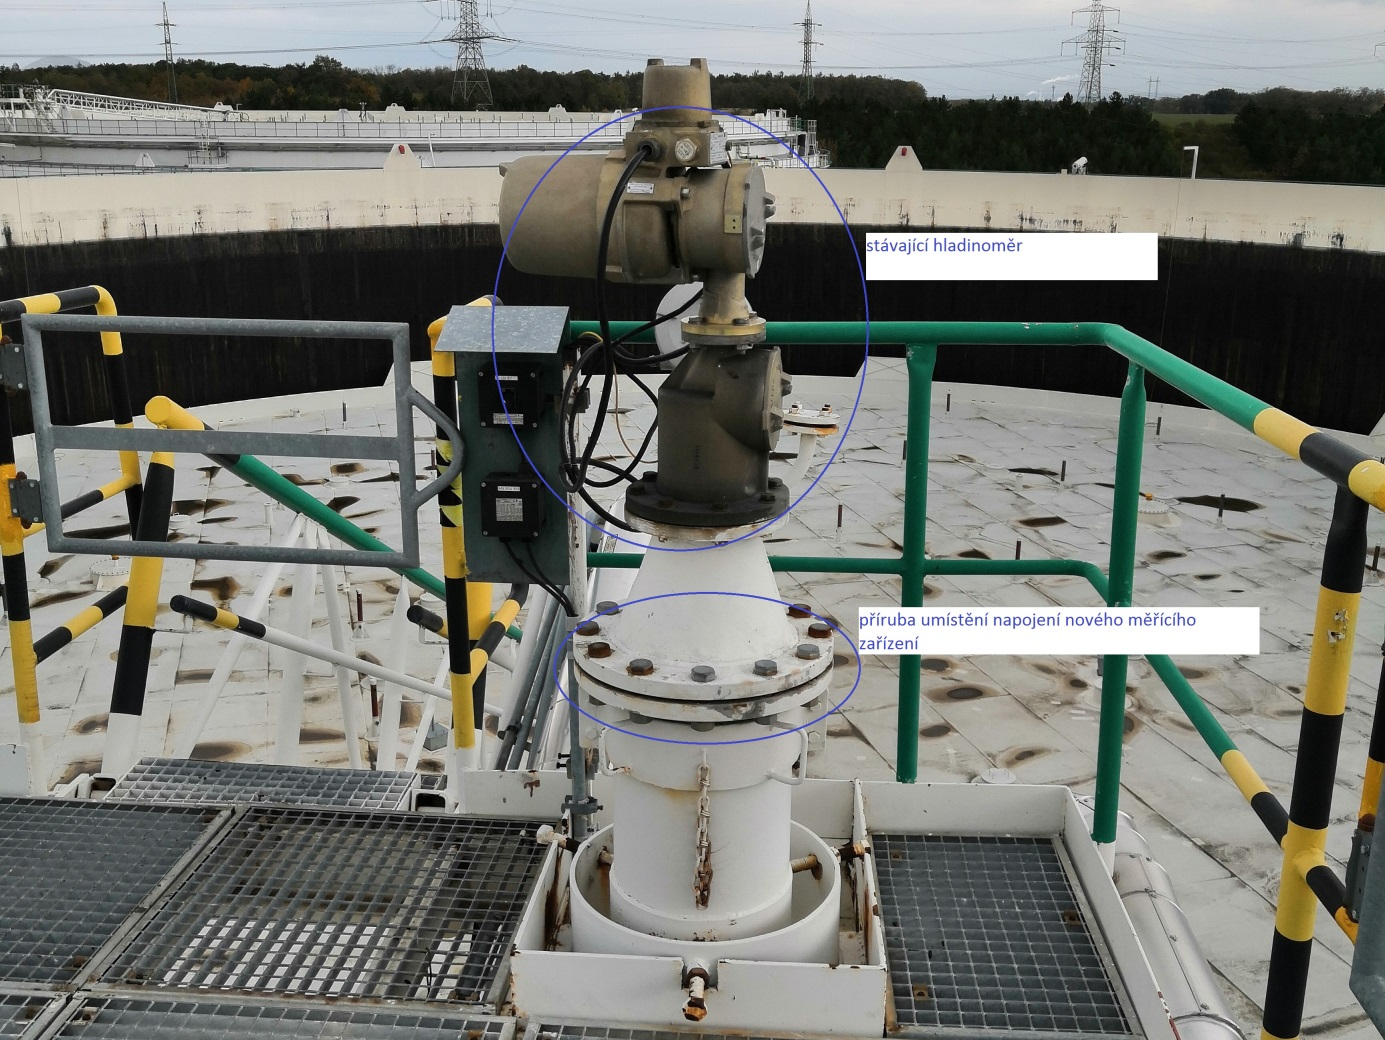 stávající hladinoměr
příruba umístění napojení nového měřícího
zařízení